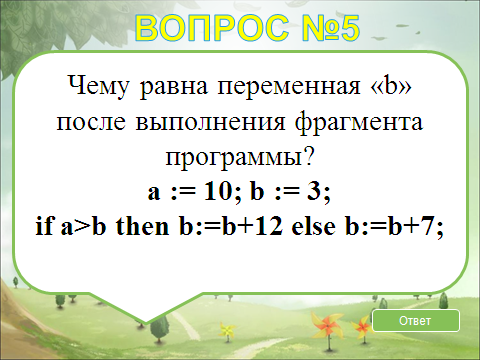 ВОПРОС №5
Чему равна переменная «b»
после выполнения фрагмента
программы?
a := 10; b := 3;
if a>b then b:=b+12 else b:=b+7;
Ответ